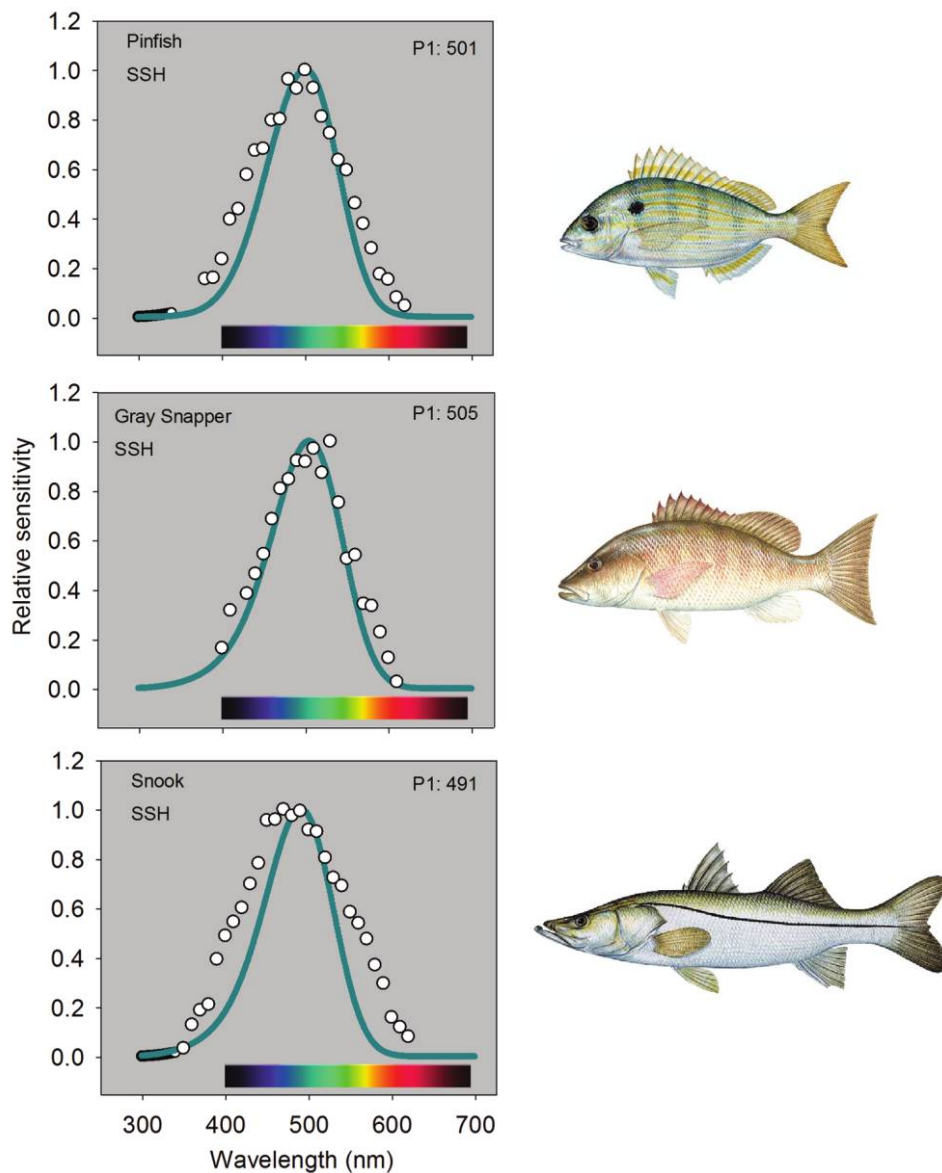 1.2
Pinfish
P1: 501
SSH
1.0
0.8
0.6
0.4
0.2
0.0
1.2
Gray Snapper
P1: 505
SSH
1.0
0.8
0.6
0.4
0.2
0.0
Relative sensitivity
1.2
Snook
P1: 491
SSH
1.0
0.8
0.6
0.4
0.2
0.0
300 400 500 600 700
Wavelength (nm)